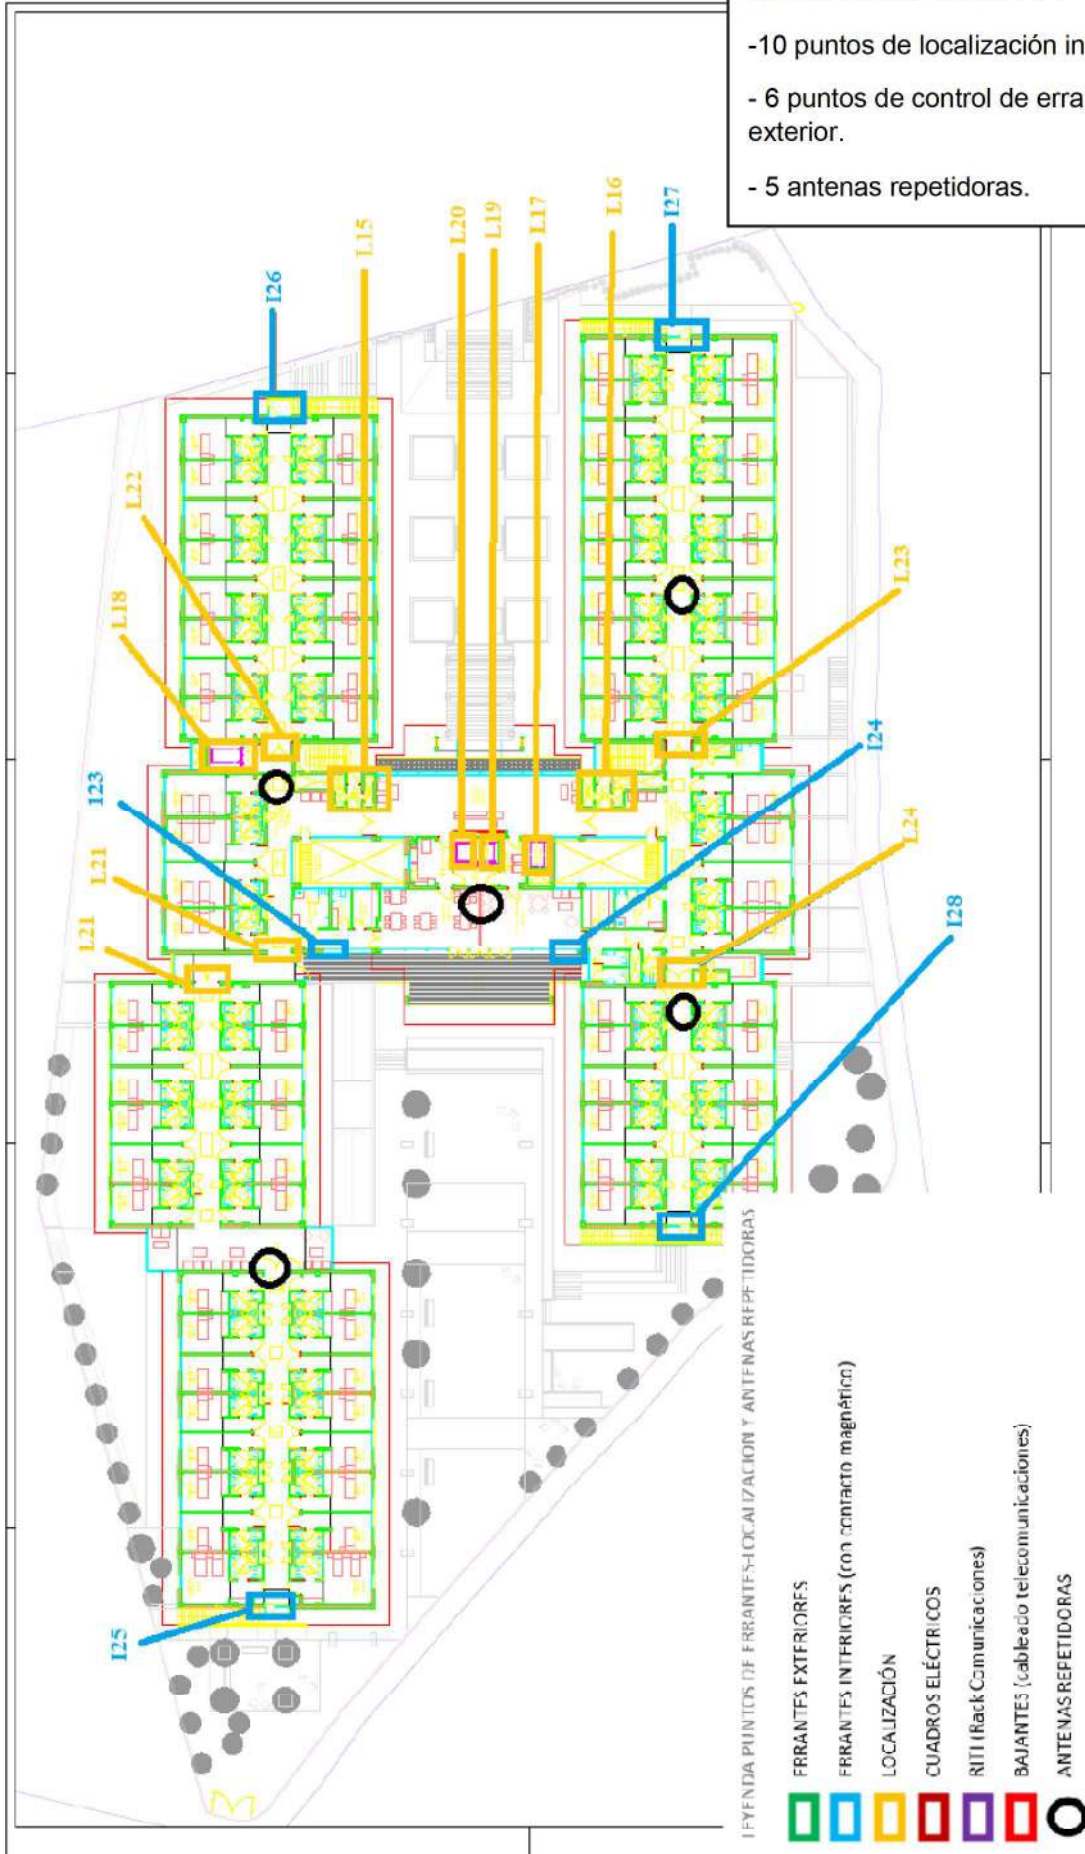 -10 puntos de localización in
- 6 puntos de control de erra
exterior.
- 5 antenas repetidoras.
I26
L15
L20
L19
L17
L16
I27
L22
L18
L23
I23
I24
L21
L21
L24
I28
I25
LEYENDA PUNTOS DE ERRANTES-LOCALIZACION Y ANTENAS REPETIDORAS
ERRANTES EXTERIORES
ERRANTES INTERIORES (con contacto magnético)
LOCALIZACIÓN
CUADROS ELÉCTRICOS
RITI (Rack Comunicaciones)
BAJANTES (cableado telecomunicaciones)
ANTENAS REPETIDORAS